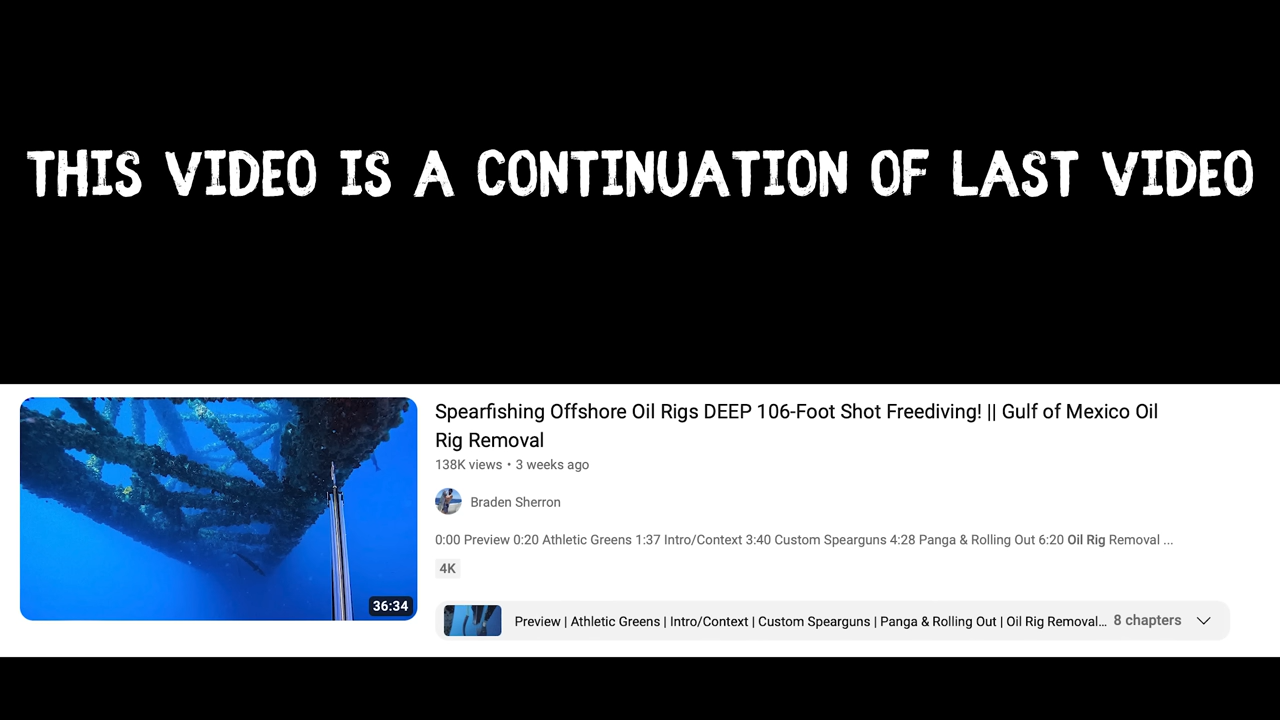 THIS VIDEO IS A CONTINUATION OF LAST VIDEO
Spearfishing Offshore Oil Rigs DEEP 106-Foot Shot Freediving! || Gulf of Mexico Oil
Rig Removal
138K views • 3 weeks ago
Braden Sherron
0:00 Preview 0:20 Athletic Greens 1:37 Intro/Context 3:40 Custom Spearguns 4:28 Panga & Rolling Out 6:20 Oil Rig Removal ...
4K
36:34
Preview | Athletic Greens | Intro/Context | Custom Spearguns | Panga & Rolling Out | Oil Rig Removal... 8 chapters